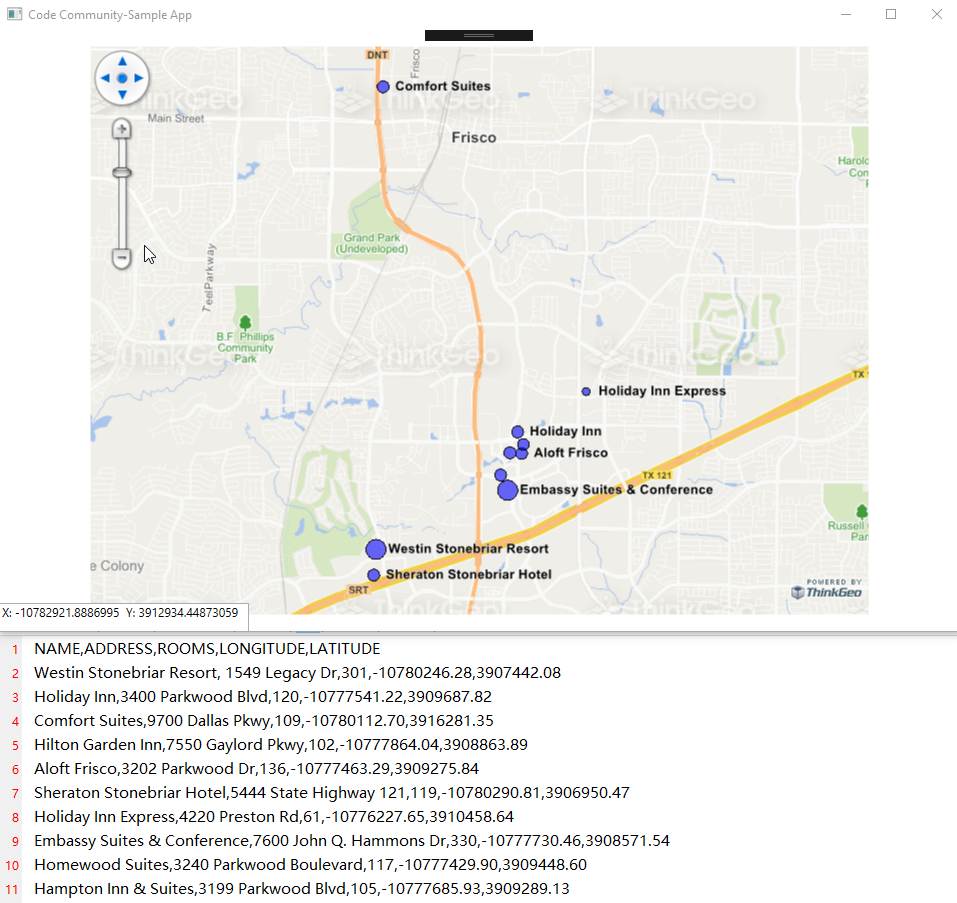 Code Community-Sample App
DNT
Frisco
Comfort Suites
ThinkGeo
ThinkGeo
ThinkGeo
Main Street
Frisco
Harold
Com
Grand Park
(Undeveloped)
TeelParkway
B.F. Phillips
Community
Park
ThinkGeo
ThinkGeo
ThinkGeo
TX
Holiday Inn Express
Holiday Inn
Aloft Frisco
TX 121
Embassy Suites & Conference
Russell
Par
Westin Stonebriar Resort
e Colony
Sheraton Stonebriar Hotel
SRT
POWERED BY
ThinkGeo
X: -10782921.8886995 Y: 3912934.44873059
1 NAME,ADDRESS,ROOMS,LONGITUDE,LATITUDE
2 Westin Stonebriar Resort, 1549 Legacy Dr,301,-10780246.28,3907442.08
3 Holiday Inn,3400 Parkwood Blvd,120,-10777541.22,3909687.82
4 Comfort Suites,9700 Dallas Pkwy,109,-10780112.70,3916281.35
5 Hilton Garden Inn,7550 Gaylord Pkwy,102,-10777864.04,3908863.89
6 Aloft Frisco,3202 Parkwood Dr,136,-10777463.29,3909275.84
7 Sheraton Stonebriar Hotel,5444 State Highway 121,119,-10780290.81,3906950.47
8 Holiday Inn Express,4220 Preston Rd,61,-10776227.65,3910458.64
9 Embassy Suites & Conference,7600 John Q. Hammons Dr,330,-10777730.46,3908571.54
10 Homewood Suites,3240 Parkwood Boulevard,117,-10777429.90,3909448.60
11 Hampton Inn & Suites,3199 Parkwood Blvd,105,-10777685.93,3909289.13